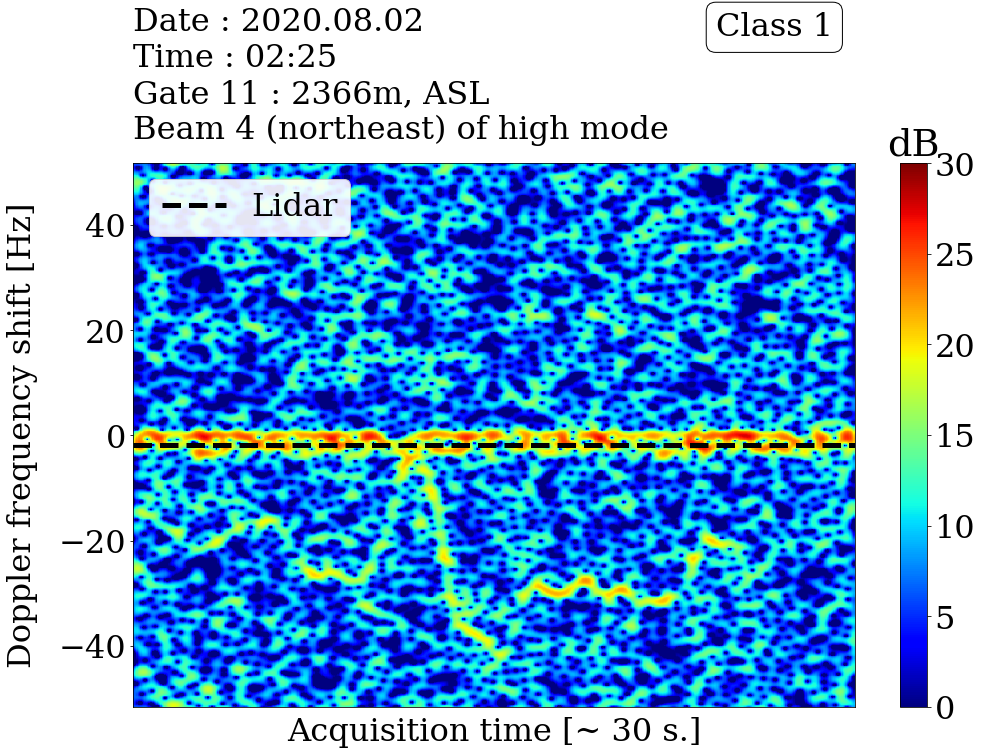 Date : 2020.08.02
Time : 02:25
Gate 11 : 2366m, ASL
Beam 4 (northeast) of high mode
Class 1
dB
Lidar
Doppler frequency shift [Hz]
40
20
0
−20
−40
30
25
20
15
10
5
0
Acquisition time [~ 30 s.]